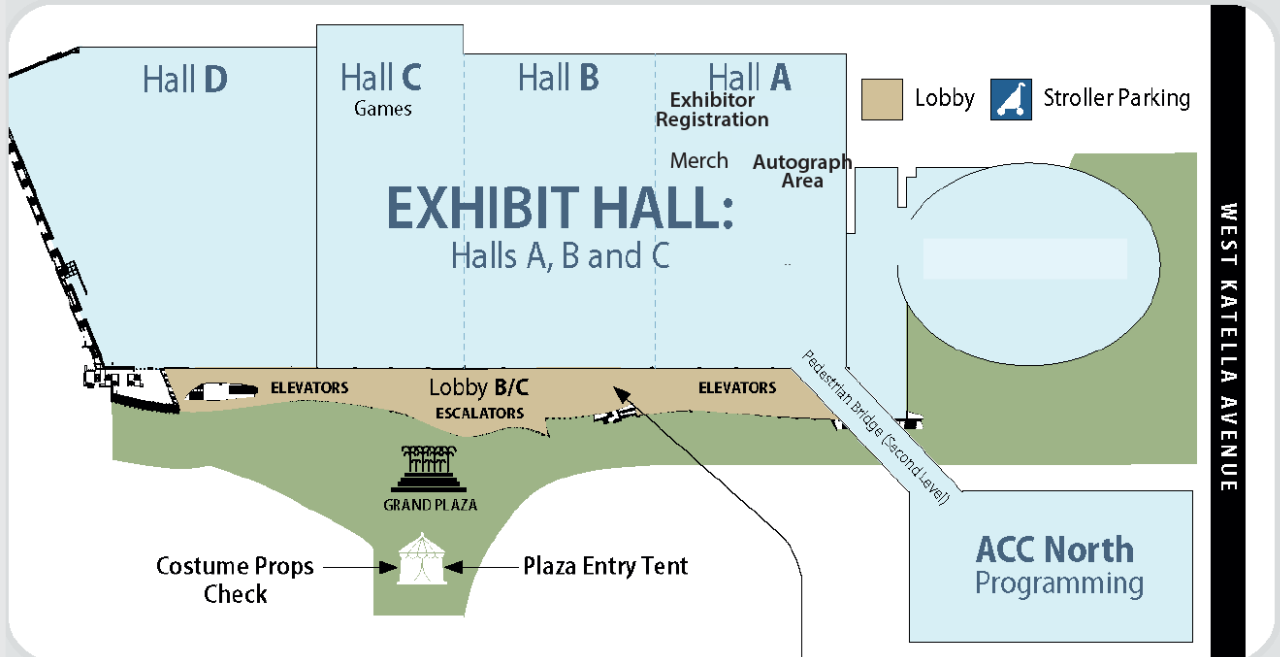 Hall D
Hall C
Games
Hall B
Hall A
Exhibitor
Registration
Merch
Autograph
Area
Lobby
Stroller Parking
EXHIBIT HALL:
Halls A, B and C
WEST KATELLA AVENUE
ELEVATORS
Lobby B/C
ESCALATORS
ELEVATORS
Pedestrian Bridge (Second Level)
GRAND PLAZA
Costume Props
Check
Plaza Entry Tent
ACC North
Programming